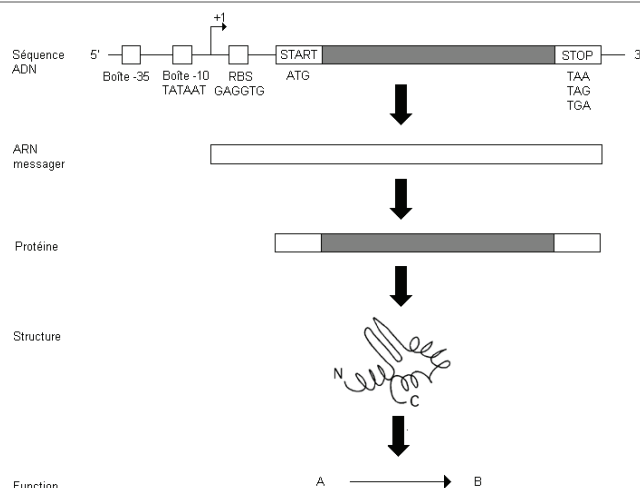 +1
Séquence ADN
5'
START
STOP
3
Boîte -35
Boîte -10
RBS
ATG
TAA
TATAAT
GAGGTG
TAG
TGA
ARN
messager
Protéine
Structure
N
C
Function
A
B